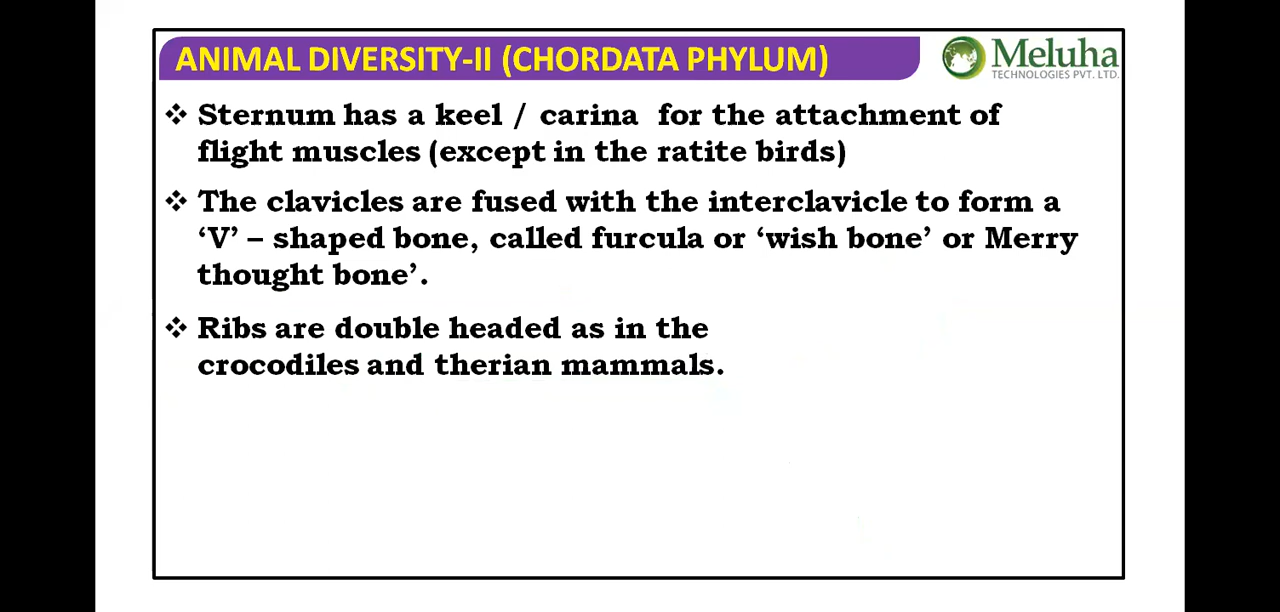 ANIMAL DIVERSITY-II (CHORDATA PHYLUM)
Meluha
TECHNOLOGIES PVT. LTD.
❖ Sternum has a keel / carina for the attachment of
flight muscles (except in the ratite birds)
❖ The clavicles are fused with the interclavicle to form a
‘V’ – shaped bone, called furcula or ‘wish bone’ or Merry
thought bone’.
❖ Ribs are double headed as in the
crocodiles and therian mammals.